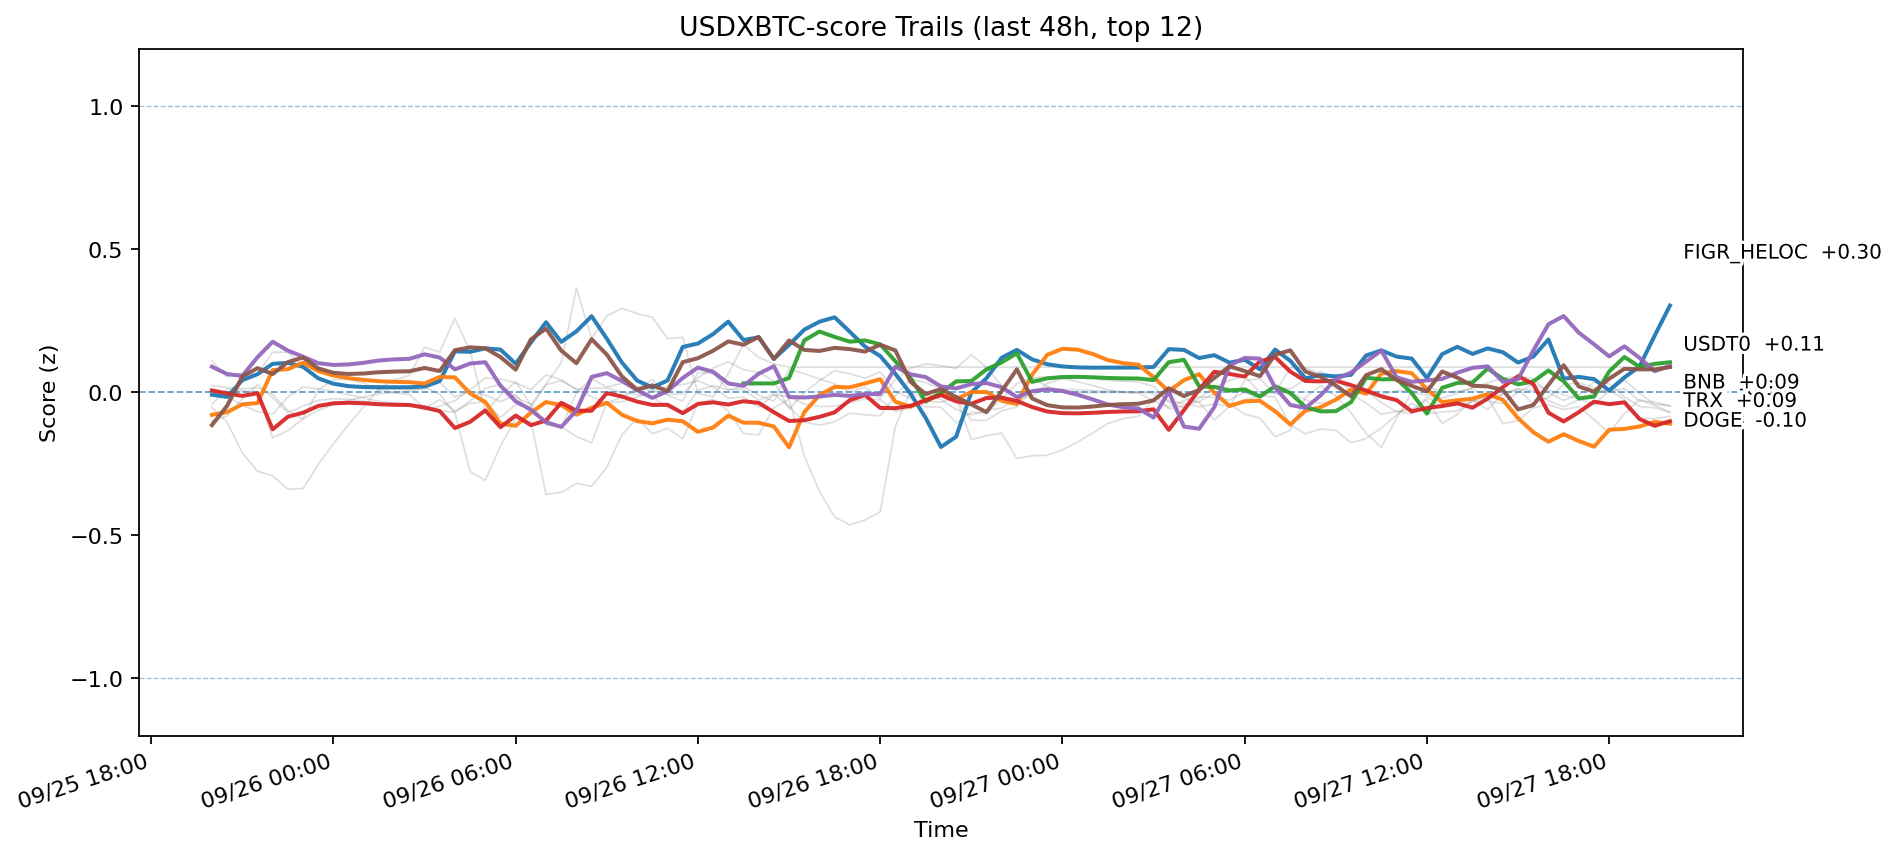 USDXBTC-score Trails (last 48h, top 12)
Score (z)
1.0
0.5
0.0
−0.5
−1.0
FIGR_HELOC +0.30
USDT0 +0.11
BNB +0.09
TRX +0.09
DOGE -0.10
09/25 18:00
09/26 00:00
09/26 06:00
09/26 12:00
09/26 18:00
09/27 00:00
09/27 06:00
09/27 12:00
09/27 18:00
Time